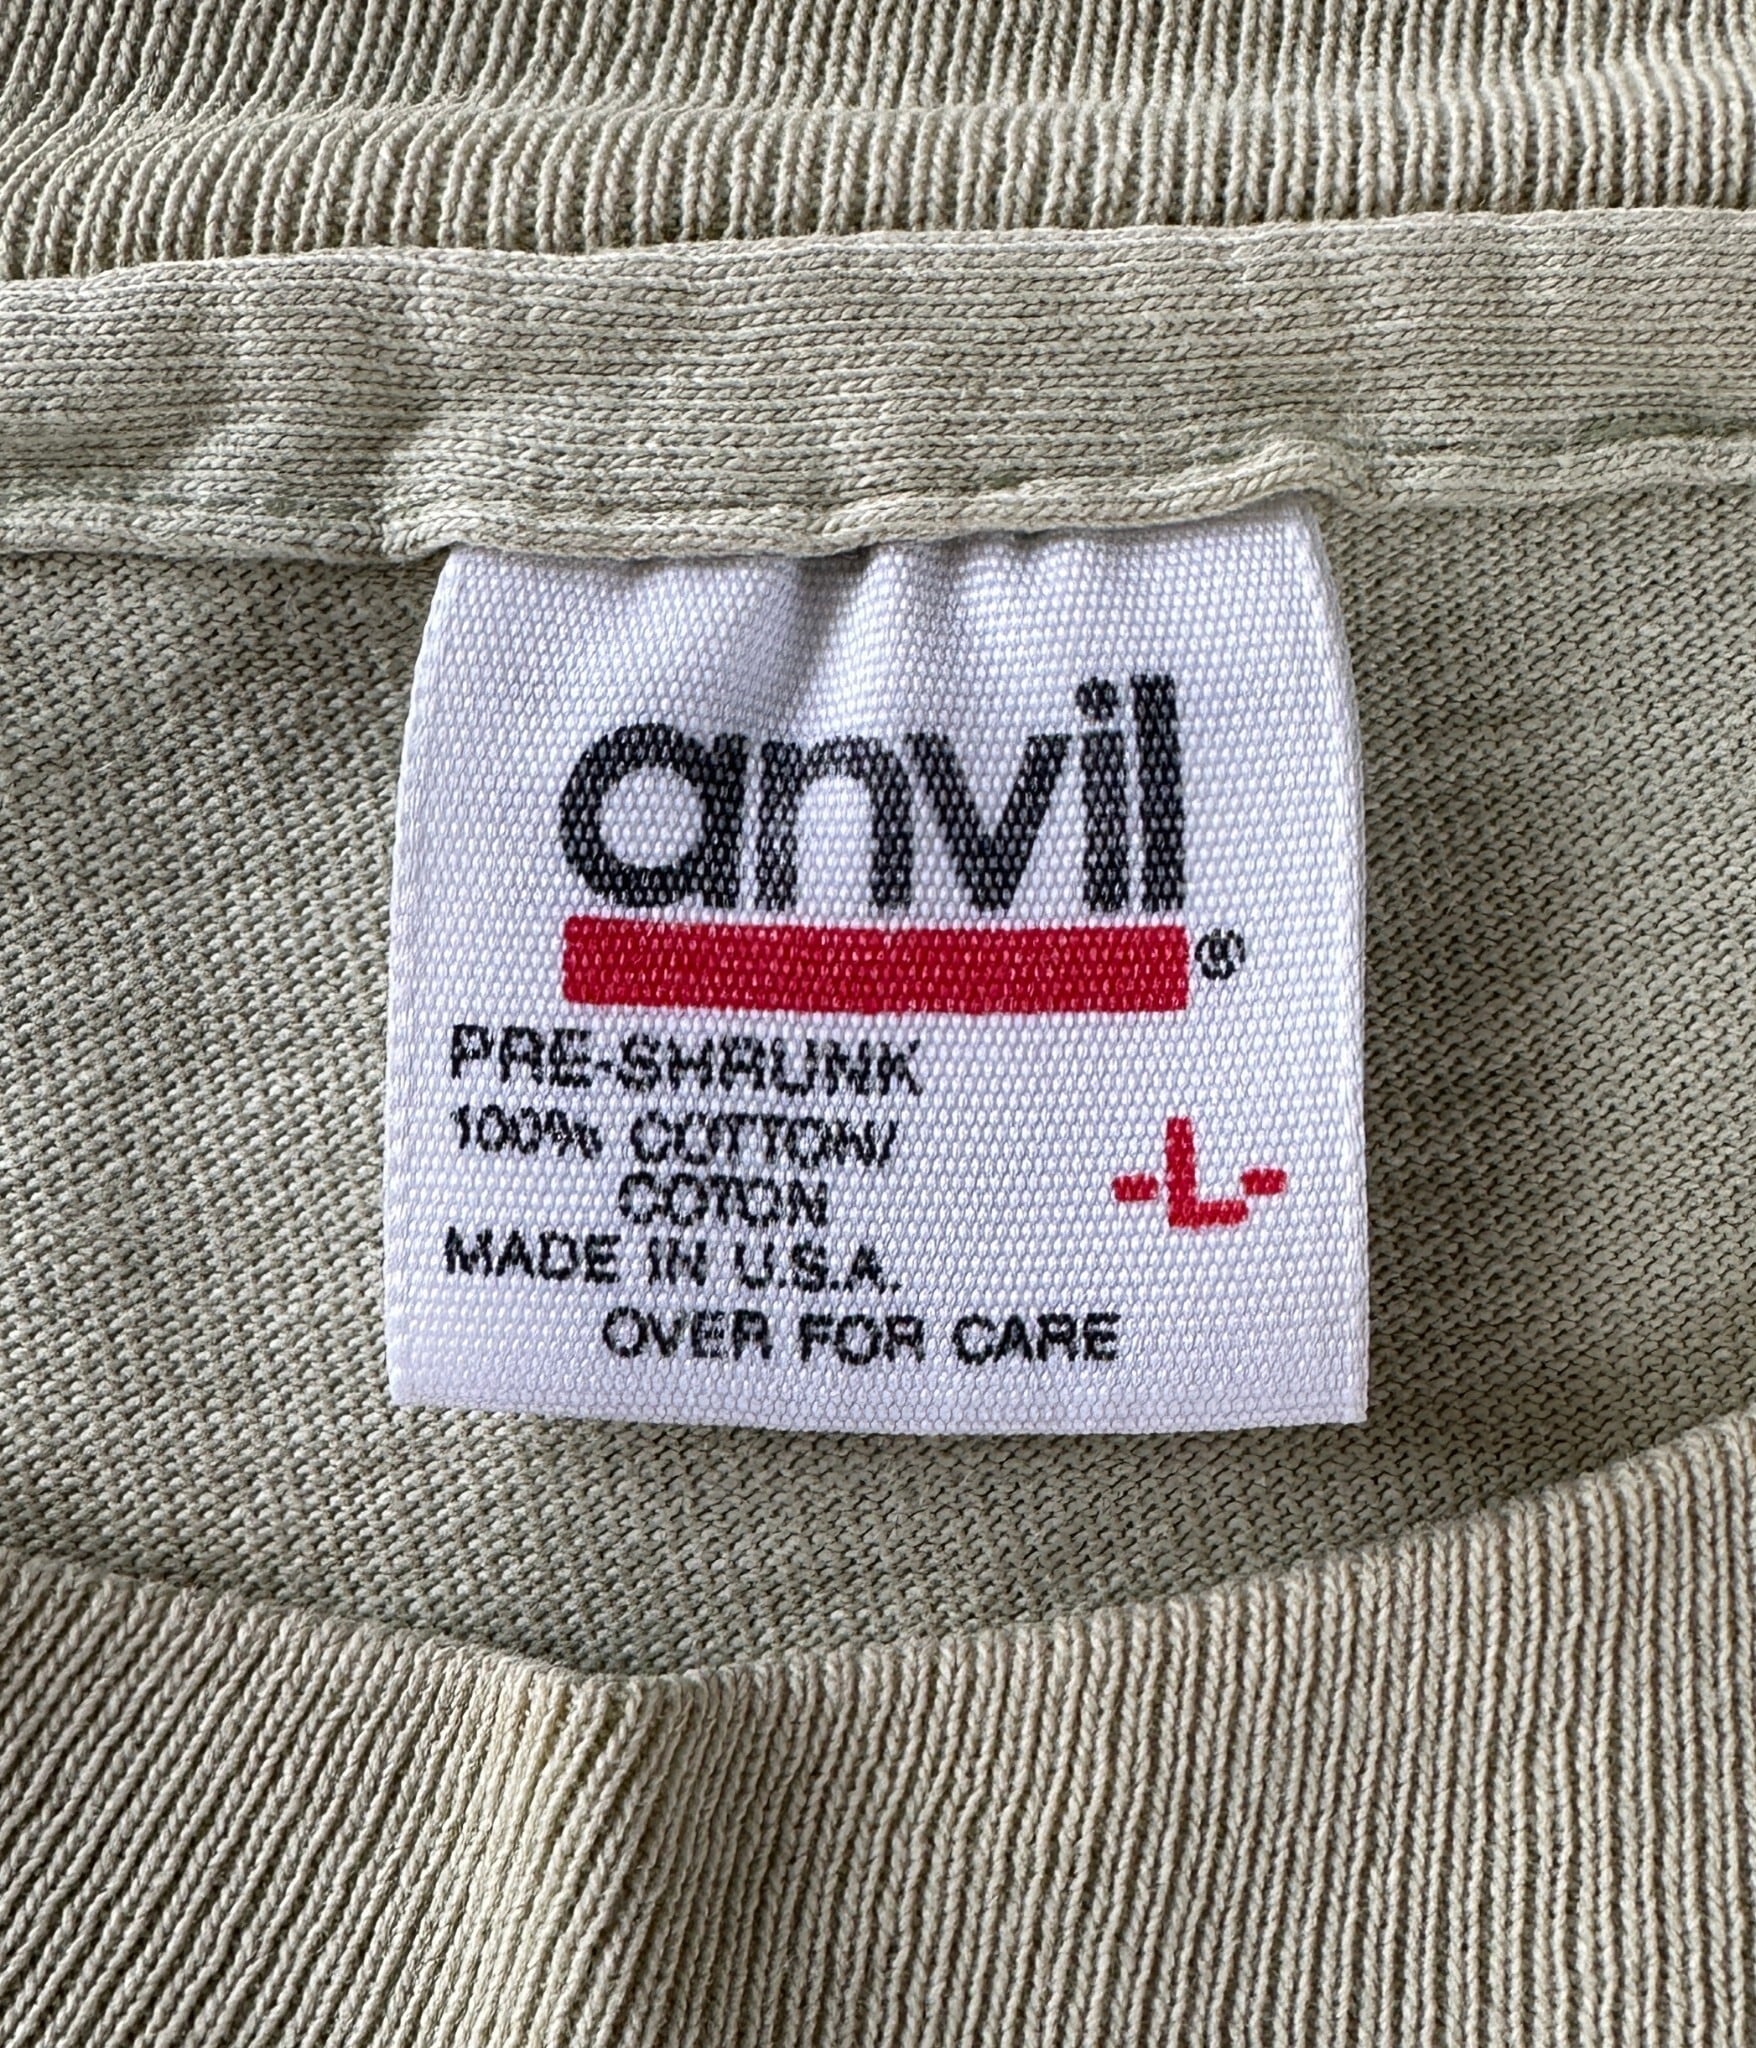 anvil
®
PRE-SHRUNK
100% COTTON/
COTON
-L-
MADE IN U.S.A.
OVER FOR CARE